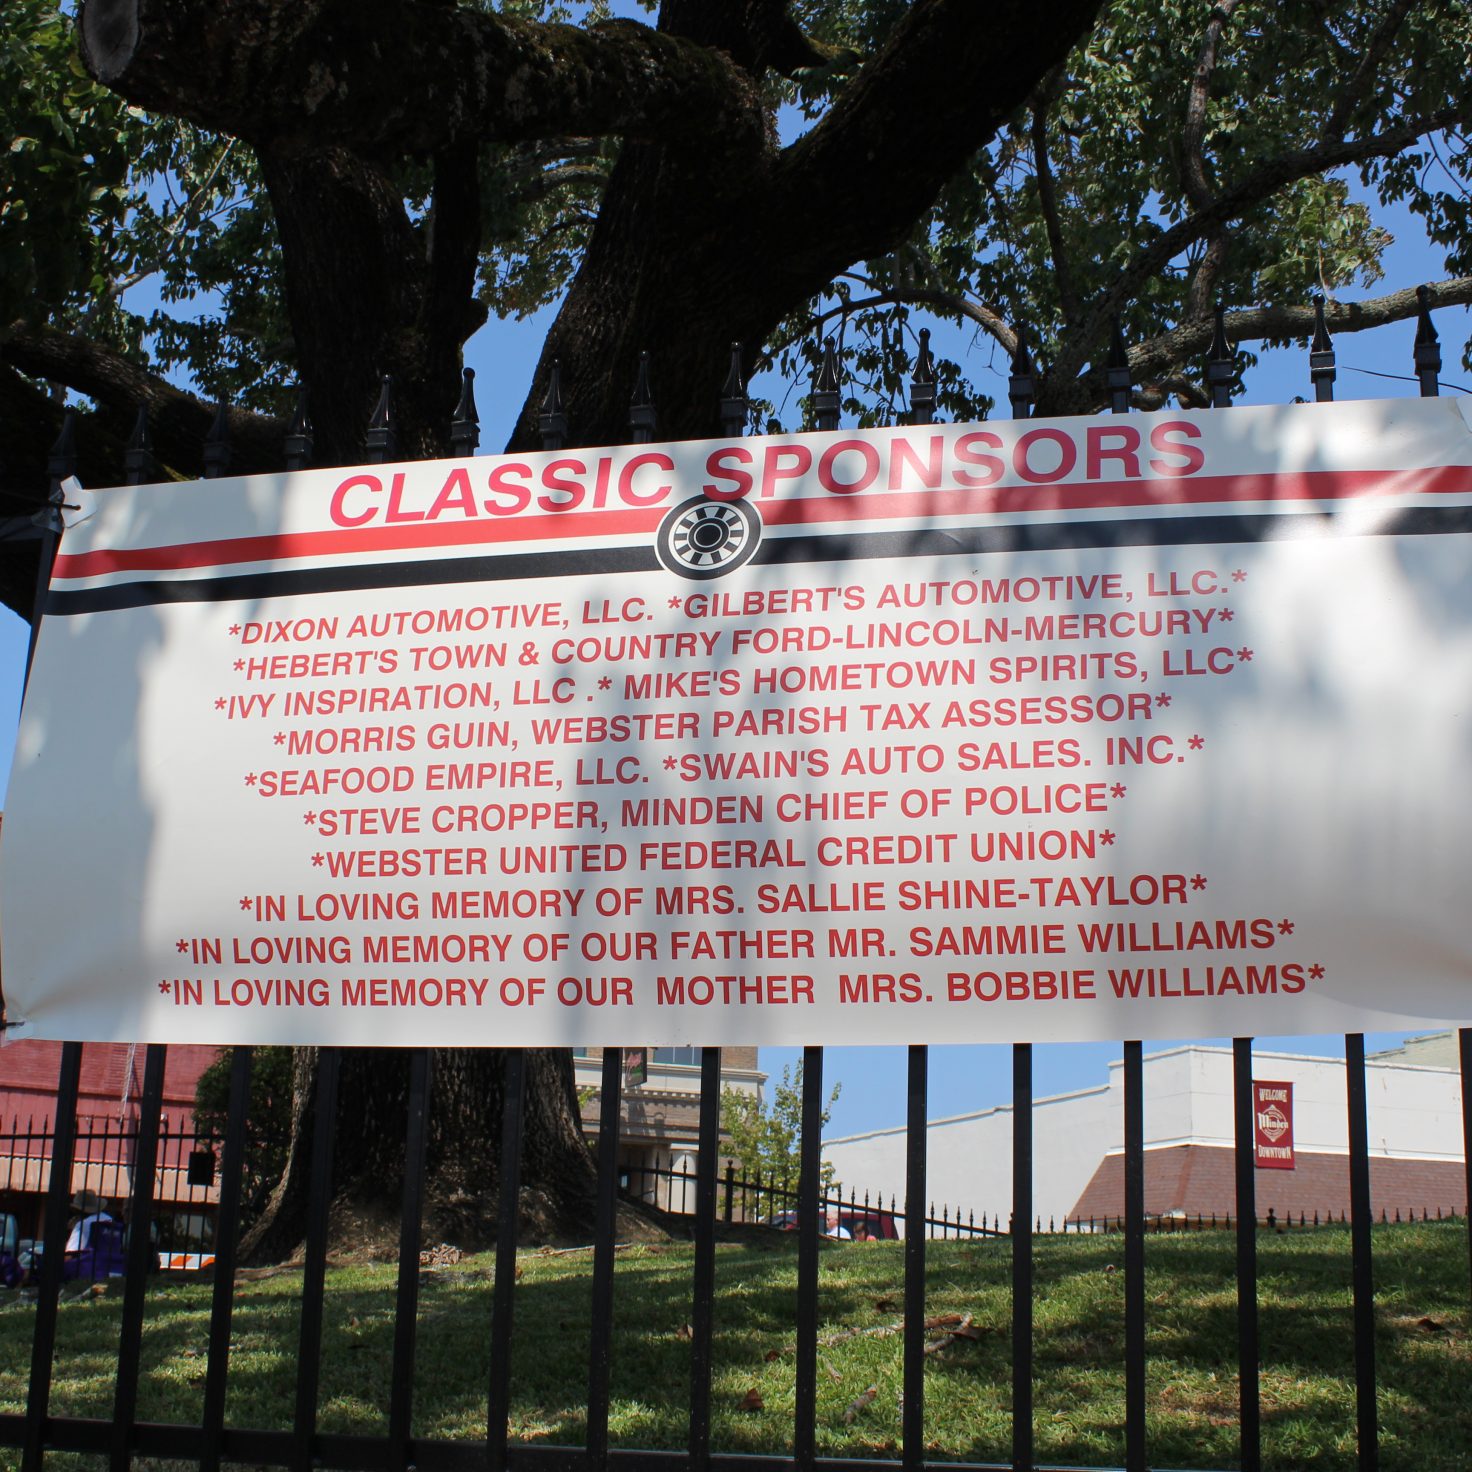 CLASSIC SPONSORS
*DIXON AUTOMOTIVE, LLC. *GILBERT'S AUTOMOTIVE, LLC.*
*HEBERT'S TOWN & COUNTRY FORD-LINCOLN-MERCURY*
*IVY INSPIRATION, LLC .* MIKE'S HOMETOWN SPIRITS, LLC*
*MORRIS GUIN, WEBSTER PARISH TAX ASSESSOR*
*SEAFOOD EMPIRE, LLC. *SWAIN'S AUTO SALES. INC.*
*STEVE CROPPER, MINDEN CHIEF OF POLICE*
*WEBSTER UNITED FEDERAL CREDIT UNION*
*IN LOVING MEMORY OF MRS. SALLIE SHINE-TAYLOR*
*IN LOVING MEMORY OF OUR FATHER MR. SAMMIE WILLIAMS*
*IN LOVING MEMORY OF OUR  MOTHER  MRS. BOBBIE WILLIAMS*
WELCOME
Minden
DOWNTOWN